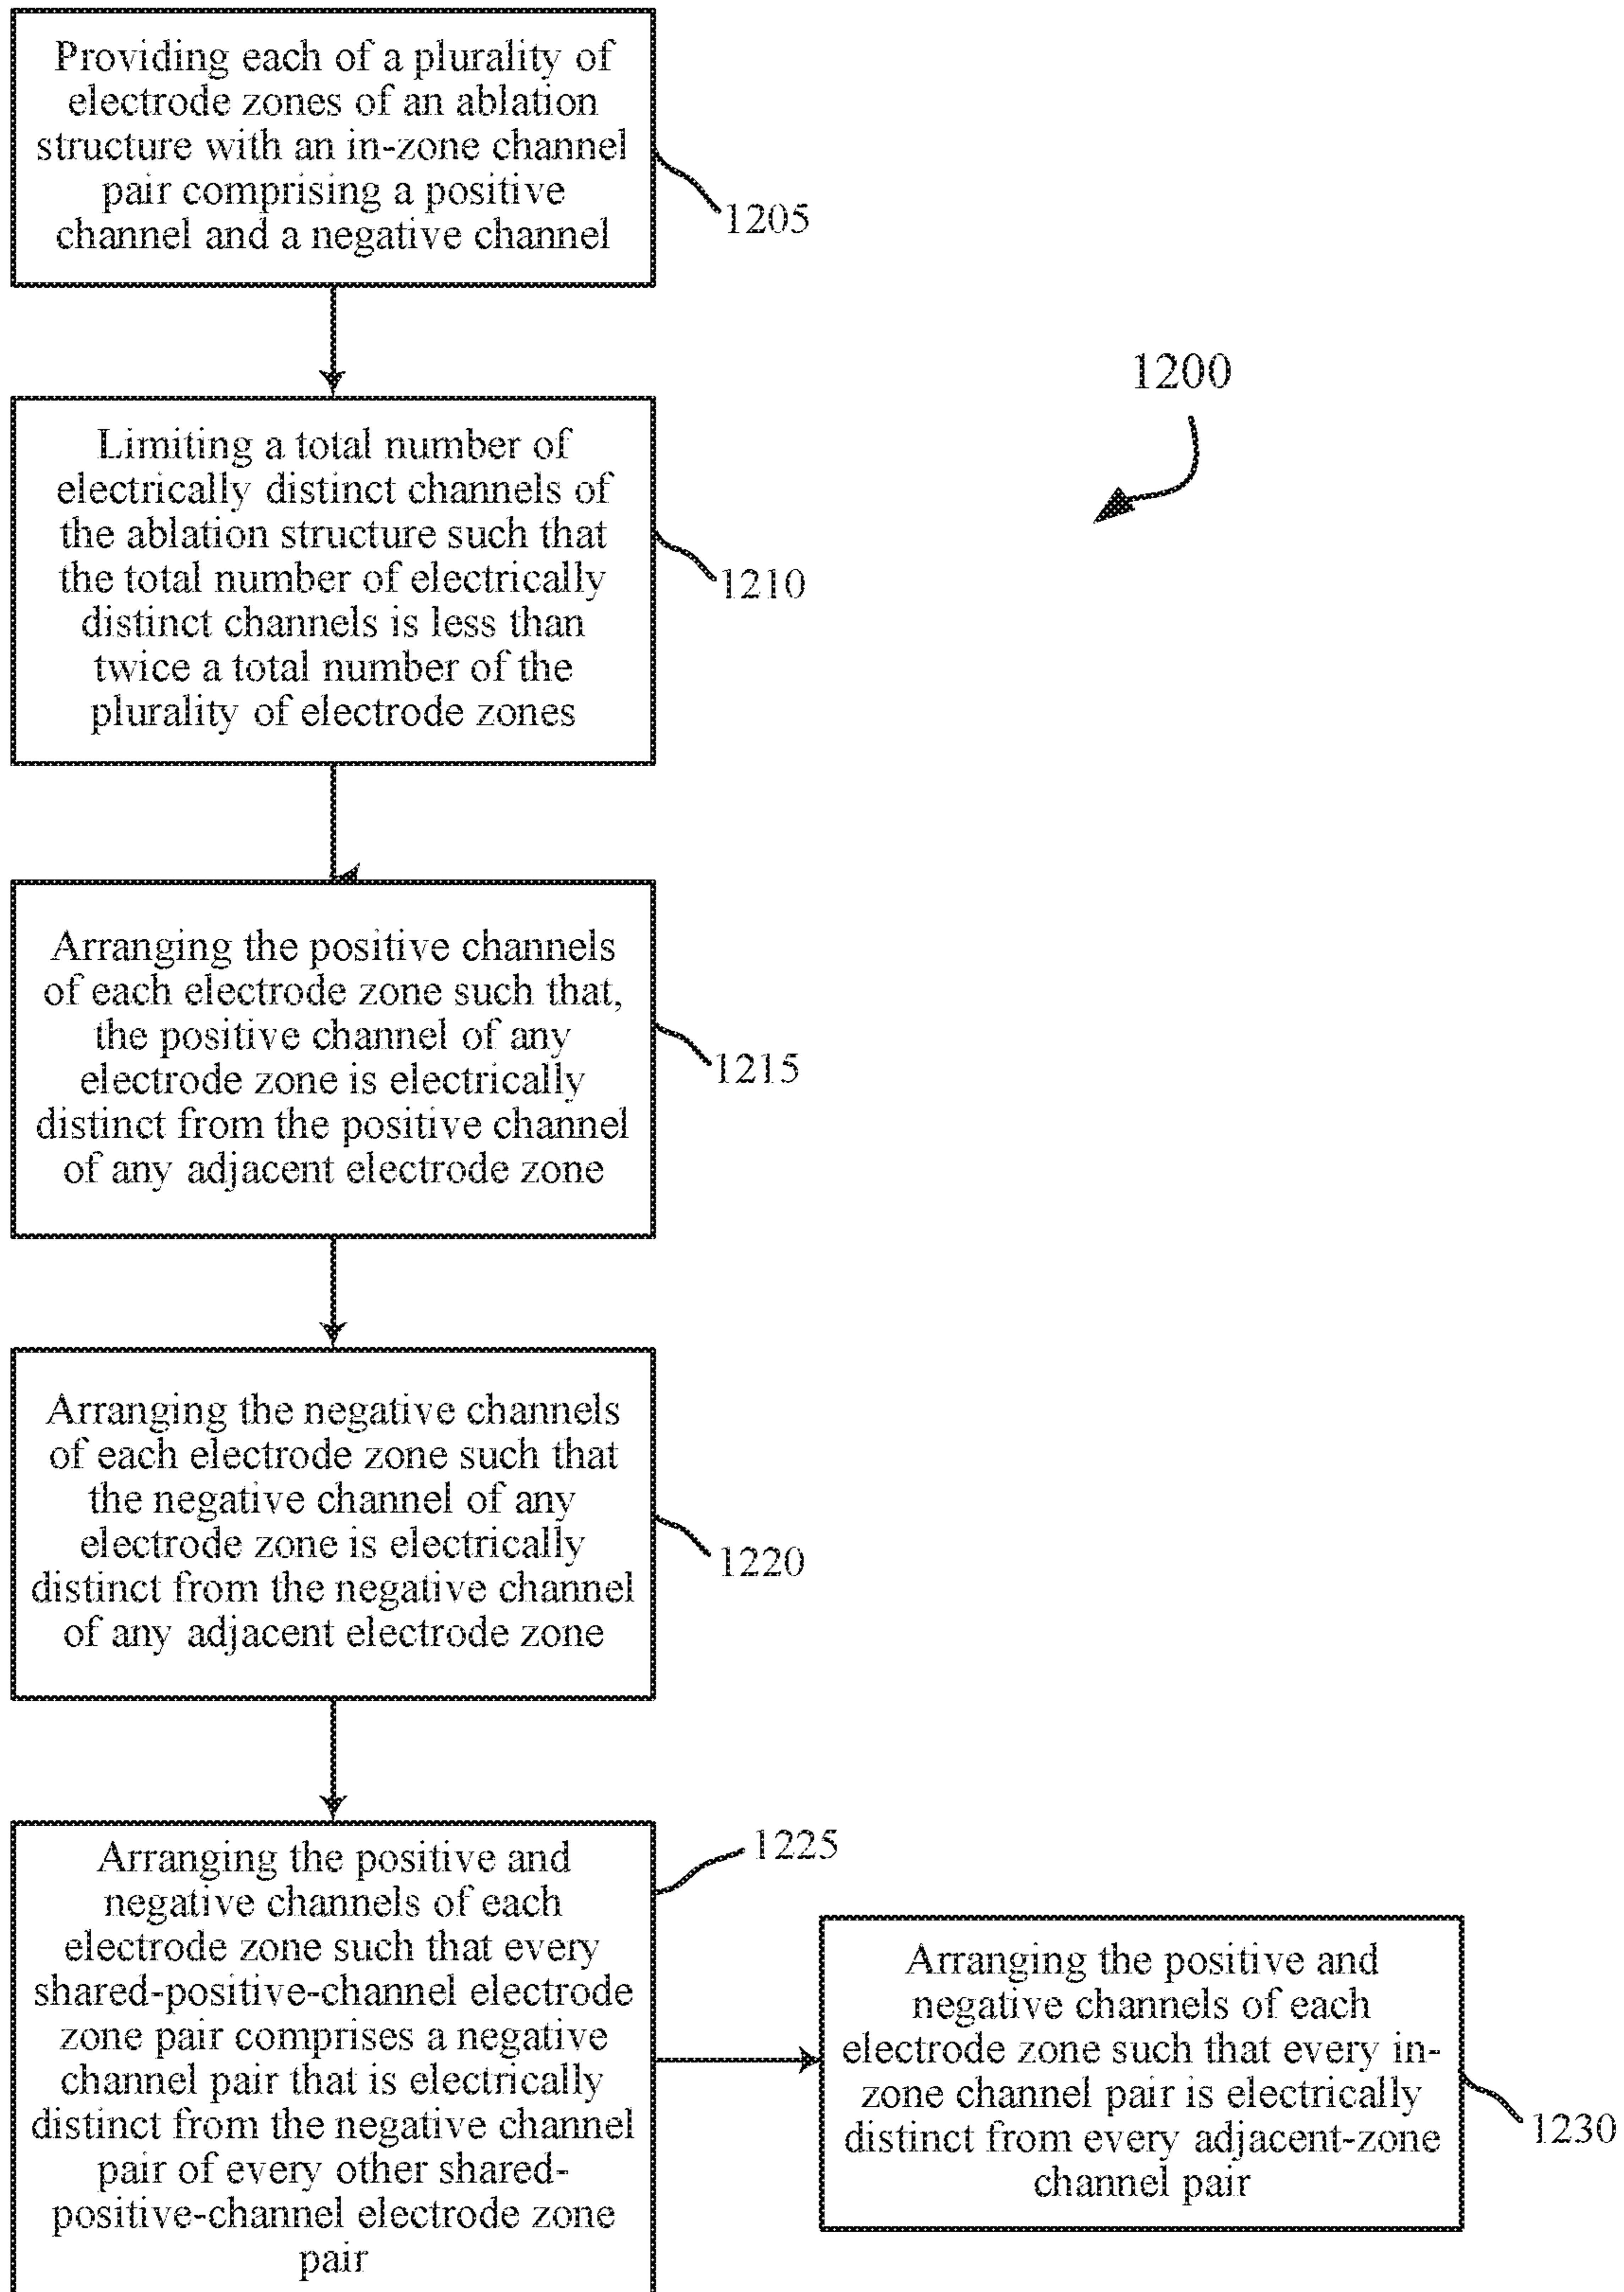 Providing each of a plurality of
electrode zones of an ablation
structure with an in-zone channel
pair comprising a positive
channel and a negative channel
1205
1200
Limiting a total number of
electrically distinct channels of
the ablation structure such that
the total number of electrically
distinct channels is less than
twice a total number of the
plurality of electrode zones
1210
Arranging the positive channels
of each electrode zone such that,
the positive channel of any
electrode zone is electrically
distinct from the positive channel
of any adjacent electrode zone
1215
Arranging the negative channels
of each electrode zone such that
the negative channel of any
electrode zone is electrically
distinct from the negative channel
of any adjacent electrode zone
1220
Arranging the positive and
negative channels of each
electrode zone such that every
shared-positive-channel electrode
zone pair comprises a negative
channel pair that is electrically
distinct from the negative channel
pair of every other shared-
positive-channel electrode zone
pair
1225
Arranging the positive and
negative channels of each
electrode zone such that every in-
zone channel pair is electrically
distinct from every adjacent-zone
channel pair
1230